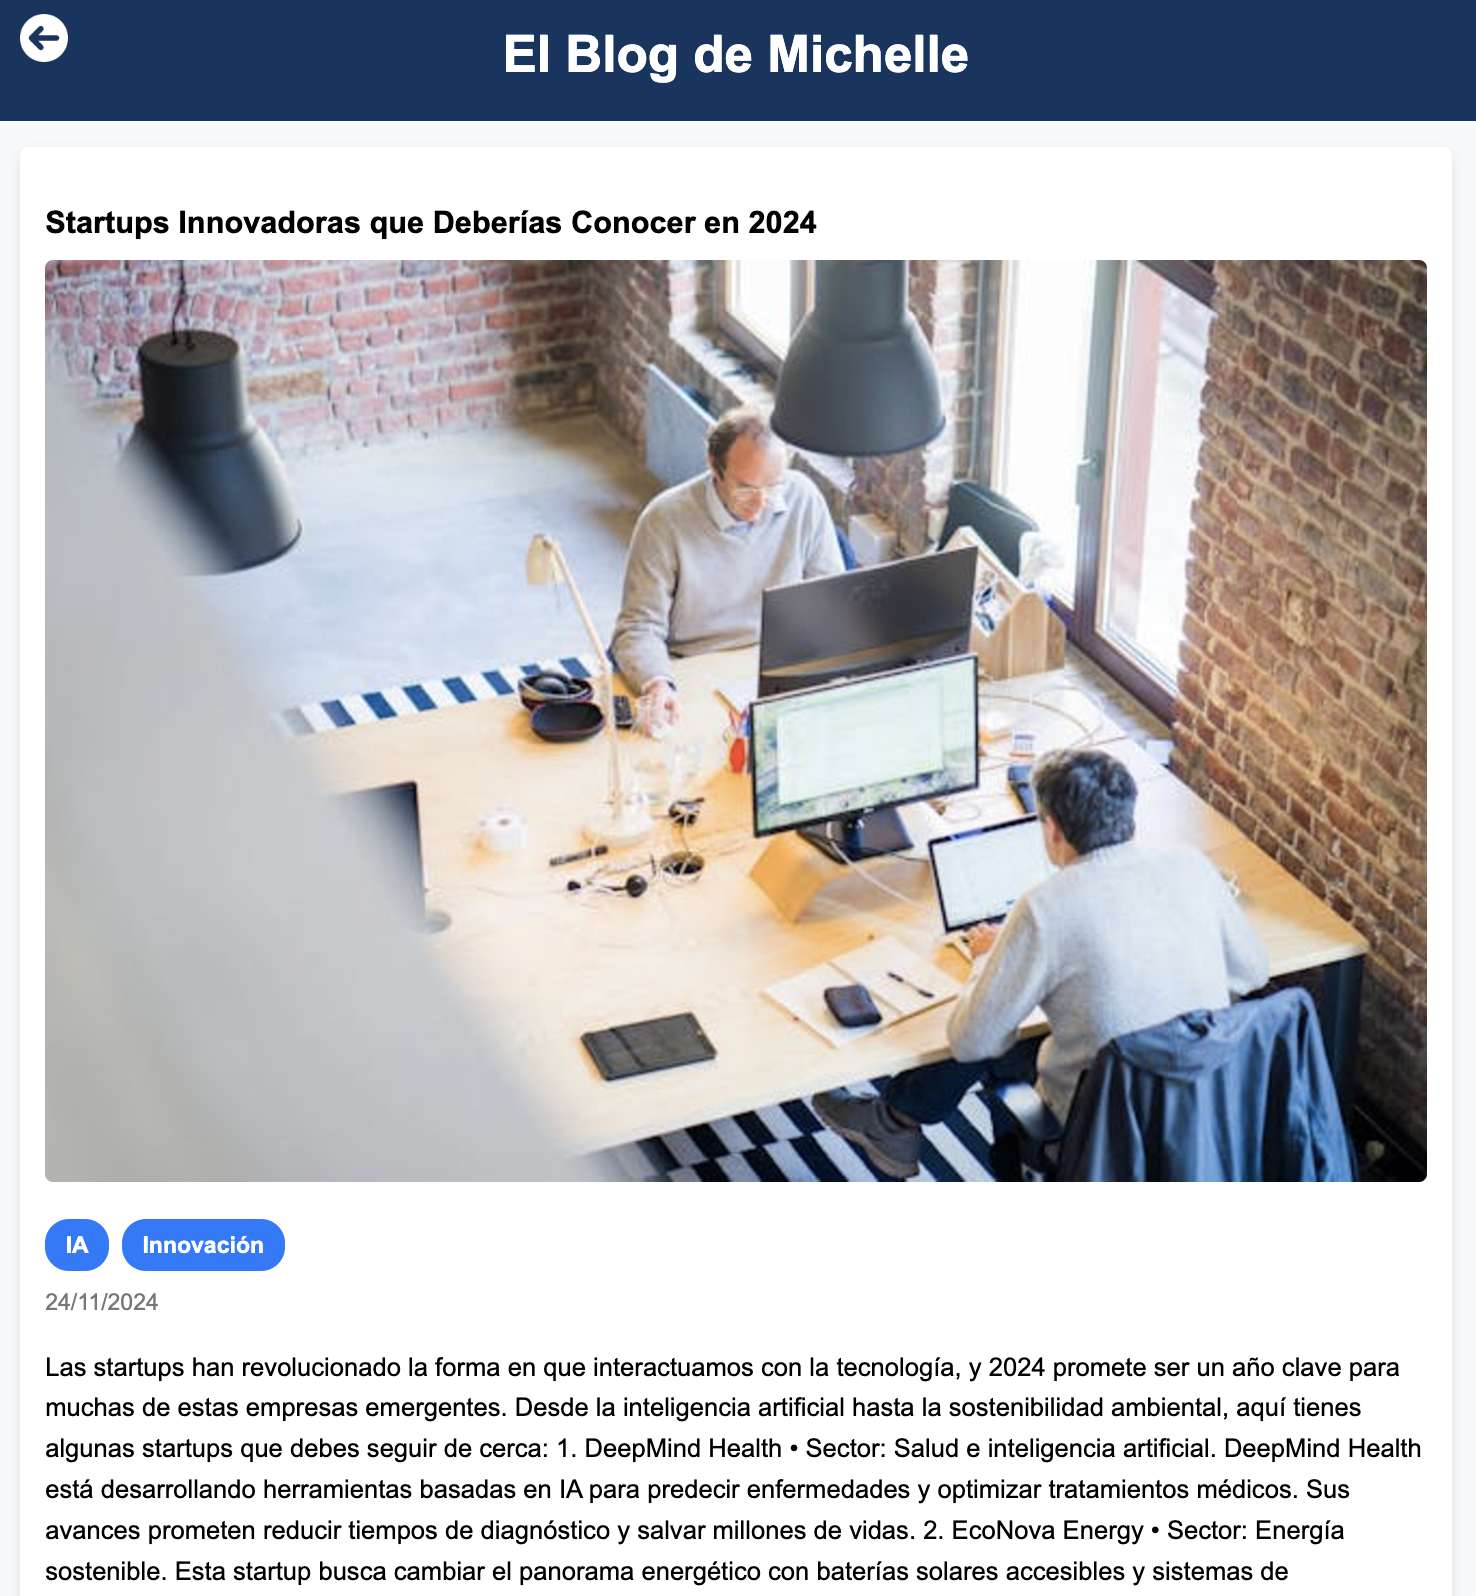 El Blog de Michelle
Startups Innovadoras que Deberías Conocer en 2024
IA
Innovación
24/11/2024
Las startups han revolucionado la forma en que interactuamos con la tecnología, y 2024 promete ser un año clave para
muchas de estas empresas emergentes. Desde la inteligencia artificial hasta la sostenibilidad ambiental, aquí tienes
algunas startups que debes seguir de cerca: 1. DeepMind Health • Sector: Salud e inteligencia artificial. DeepMind Health
está desarrollando herramientas basadas en IA para predecir enfermedades y optimizar tratamientos médicos. Sus
avances prometen reducir tiempos de diagnóstico y salvar millones de vidas. 2. EcoNova Energy • Sector: Energía
sostenible. Esta startup busca cambiar el panorama energético con baterías solares accesibles y sistemas de